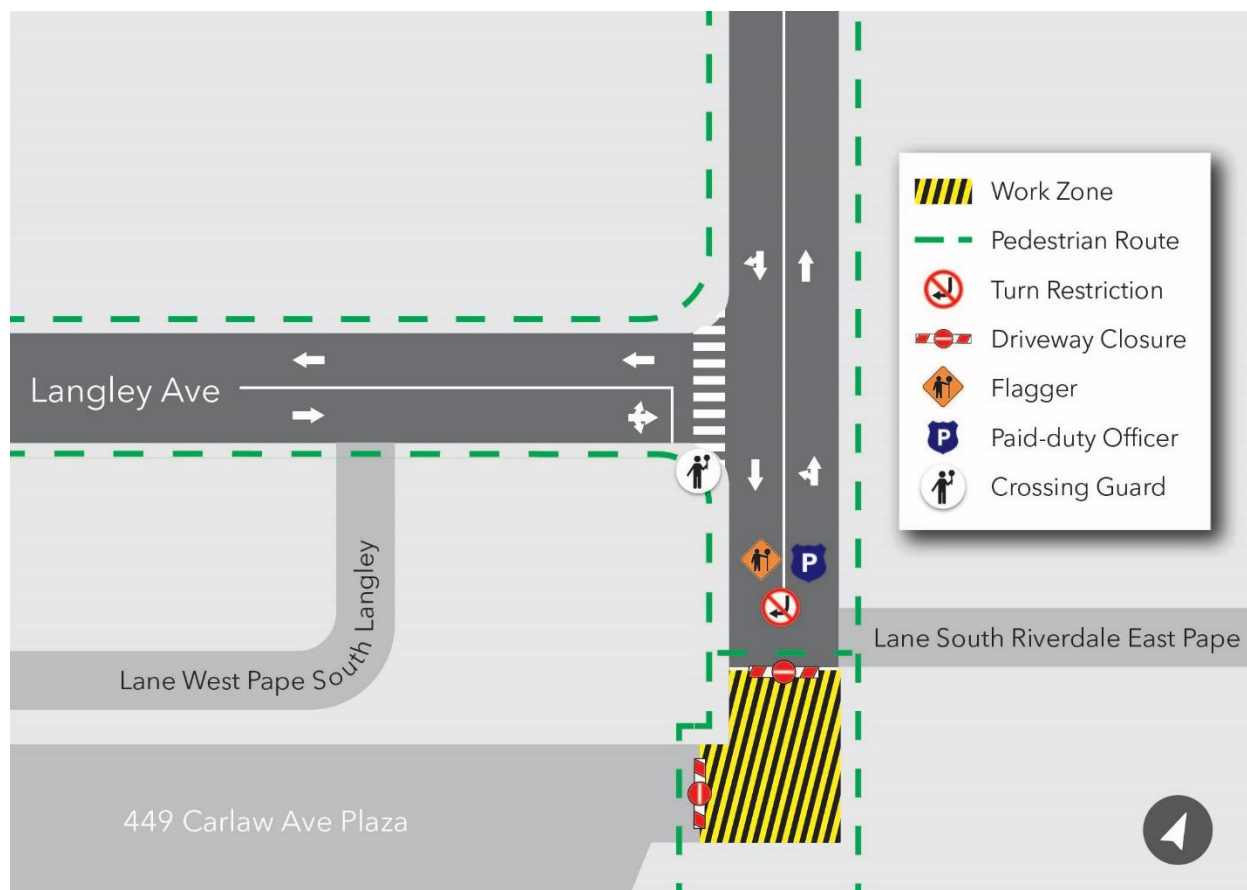 Langley Ave
Work Zone
Pedestrian Route
Turn Restriction
Driveway Closure
Flagger
P
Paid-duty Officer
Crossing Guard
P
Lane South Riverdale East Pape
Lane West Pape South Langley
449 Carlaw Ave Plaza